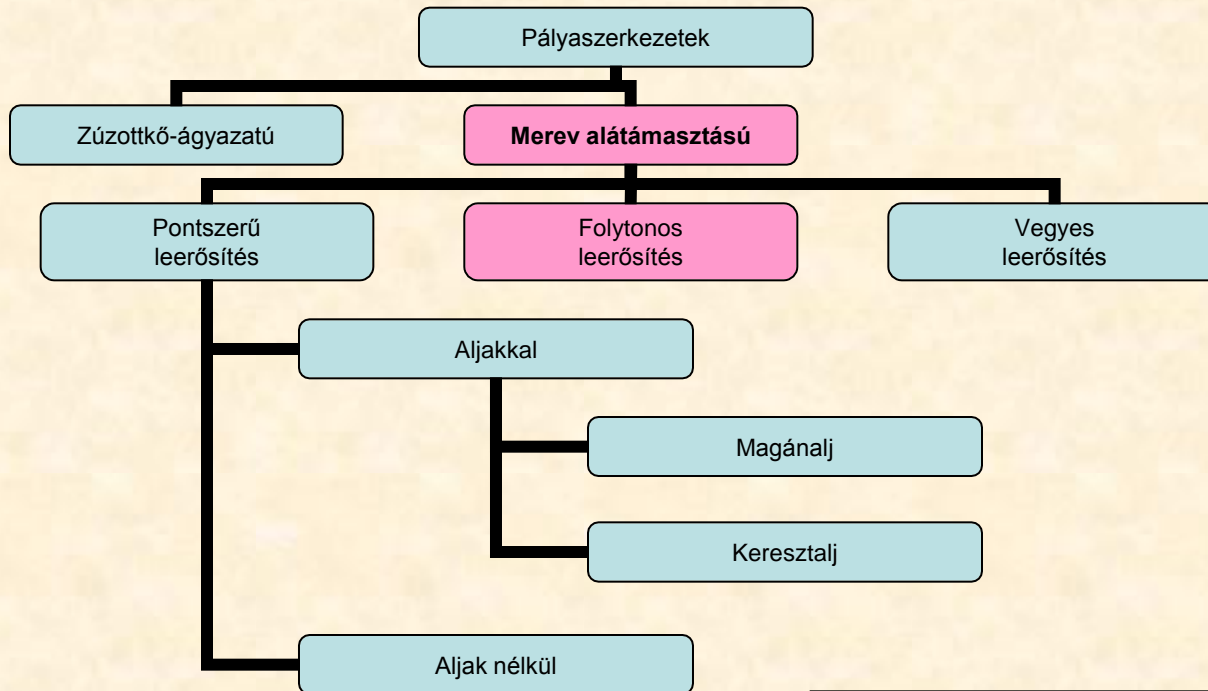 Pályaszerkezetek
Zúzottkő-ágyazatú
Merev alátámasztású
Pontszerű
leerősítés
Folytonos
leerősítés
Vegyes
leerősítés
Aljakkal
Magánalj
Keresztalj
Aljak nélkül